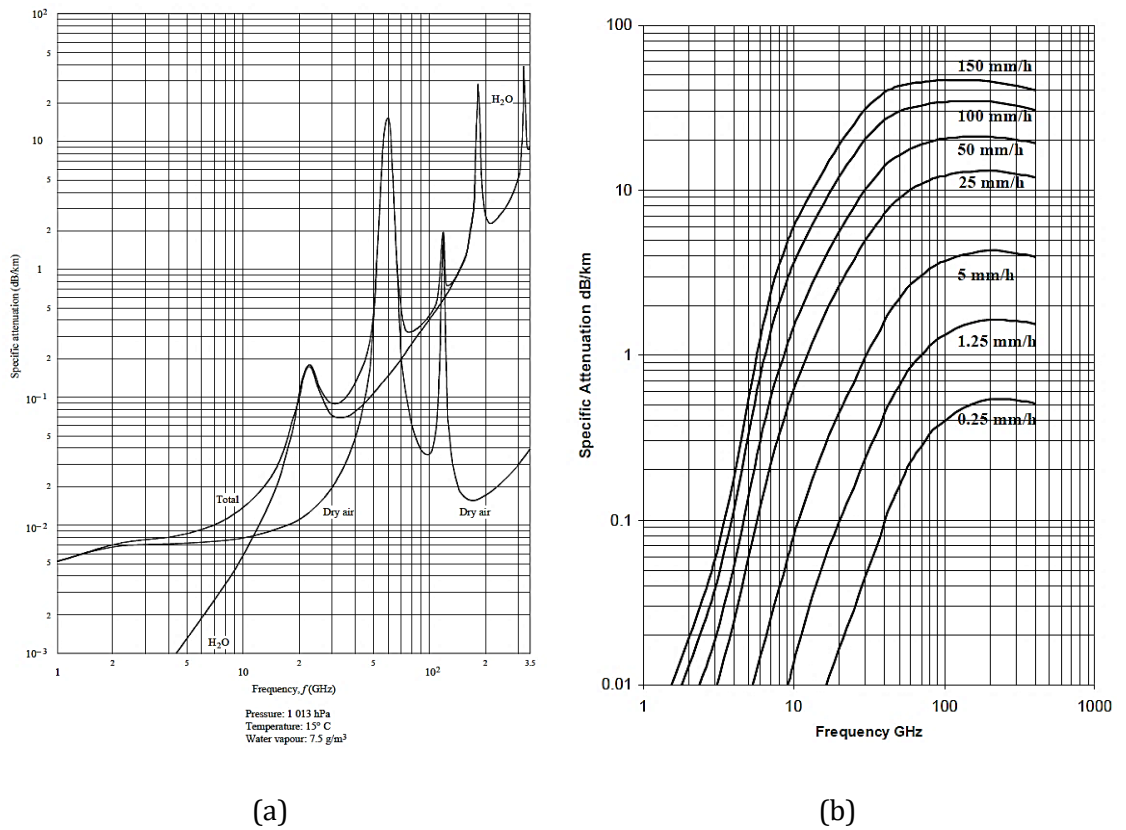 10²
5
2
10
5
2
1
5
2
10⁻¹
5
2
10⁻²
5
2
10⁻³
Specific attenuation (dB/km)
H₂O
Total
Dry air
Dry air
H₂O
1
2
5
10
2
5
10²
2
3.5
Frequency, f (GHz)
Pressure: 1 013 hPa
Temperature: 15° C
Water vapour: 7.5 g/m³
(a)
100
10
1
0.1
0.01
Specific Attenuation dB/km
150 mm/h
100 mm/h
50 mm/h
25 mm/h
5 mm/h
1.25 mm/h
0.25 mm/h
1
10
100
1000
Frequency GHz
(b)